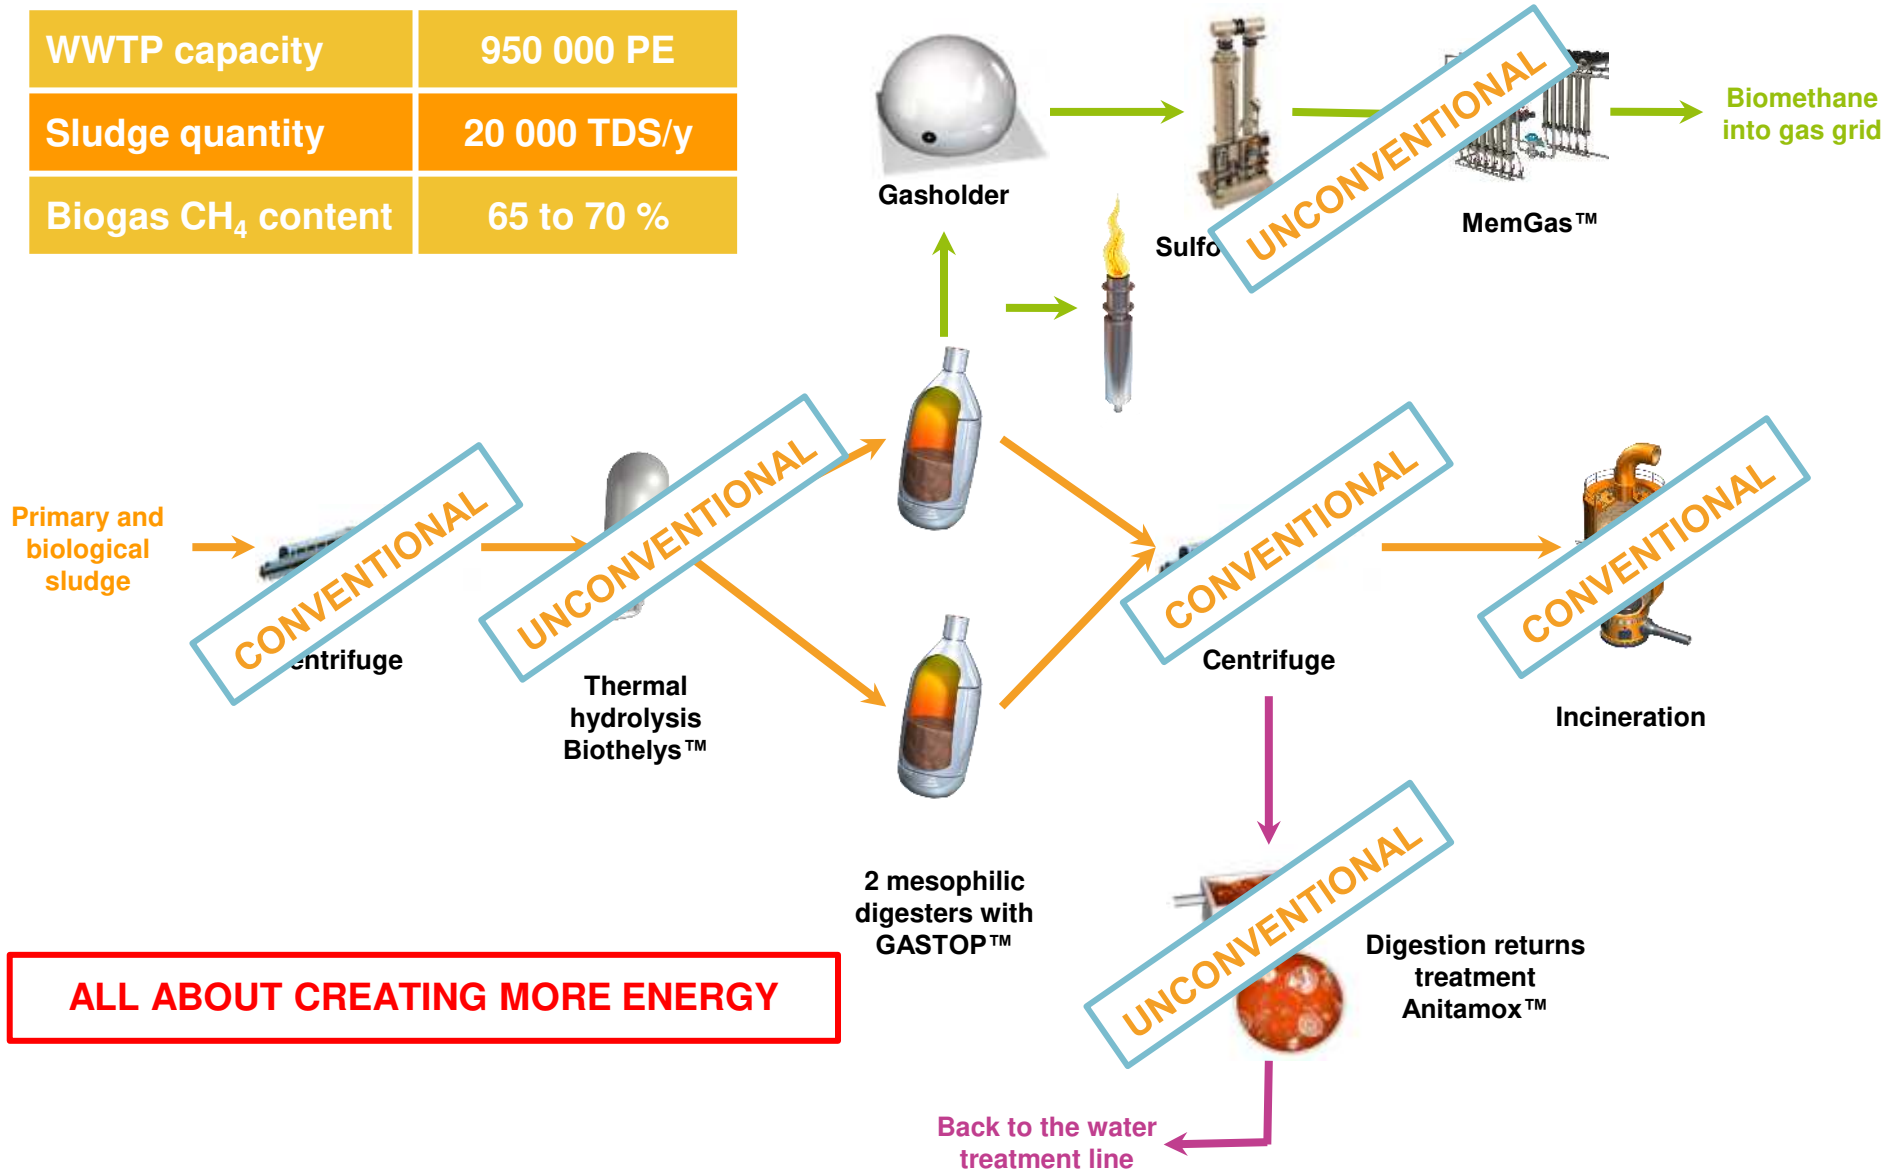 WWTP capacity 950 000 PE
Sludge quantity 20 000 TDS/y
Biogas CH₄ content 65 to 70 %
Gasholder
UNCONVENTIONAL
MemGas™
Biomethane
into gas grid
Primary and
biological
sludge
CONVENTIONAL
UNCONVENTIONAL
Thermal
hydrolysis
Biothelys™
2 mesophilic
digesters with
GASTOP™
CONVENTIONAL
Centrifuge
CONVENTIONAL
Incineration
UNCONVENTIONAL
Digestion returns
treatment
Anitamox™
Back to the water
treatment line
ALL ABOUT CREATING MORE ENERGY